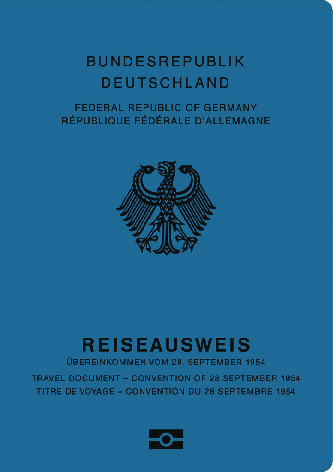 BUNDESREPUBLIK
DEUTSCHLAND
FEDERAL REPUBLIC OF GERMANY
RÉPUBLIQUE FÉDÉRALE D'ALLEMAGNE
REISEAUSWEIS
ÜBEREINKOMMEN VOM 28. SEPTEMBER 1954
TRAVEL DOCUMENT – CONVENTION OF 28 SEPTEMBER 1954
TITRE DE VOYAGE – CONVENTION DU 28 SEPTEMBRE 1954